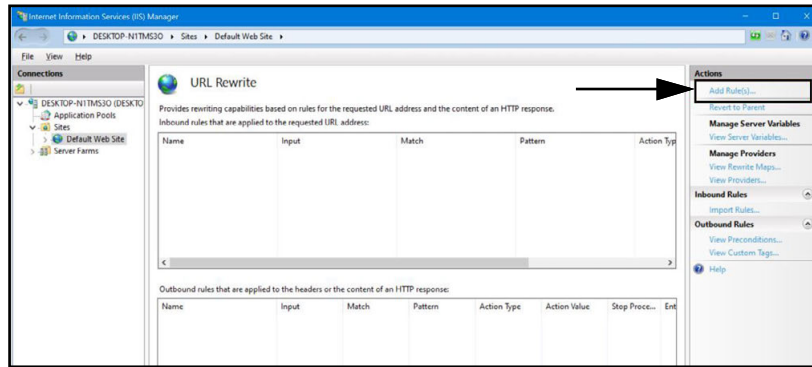 Internet Information Services (IIS) Manager
DESKTOP-N1TMS3O Sites Default Web Site
File View Help
Connections
DESKTOP-N1TMS3O (DESKTO
Application Pools
Sites
Default Web Site
Server Farms
URL Rewrite
Provides rewriting capabilities based on rules for the requested URL address and the content of an HTTP response.
Inbound rules that are applied to the requested URL address:
Name Input Match Pattern Action Typ
Outbound rules that are applied to the headers or the content of an HTTP response:
Name Input Match Pattern Action Type Action Value Stop Proce... Ent
Actions
Add Rule(s)...
Revert to Parent
Manage Server Variables
View Server Variables...
Manage Providers
View Rewrite Maps...
View Providers...
Inbound Rules
Import Rules...
Outbound Rules
View Preconditions...
View Custom Tags...
Help